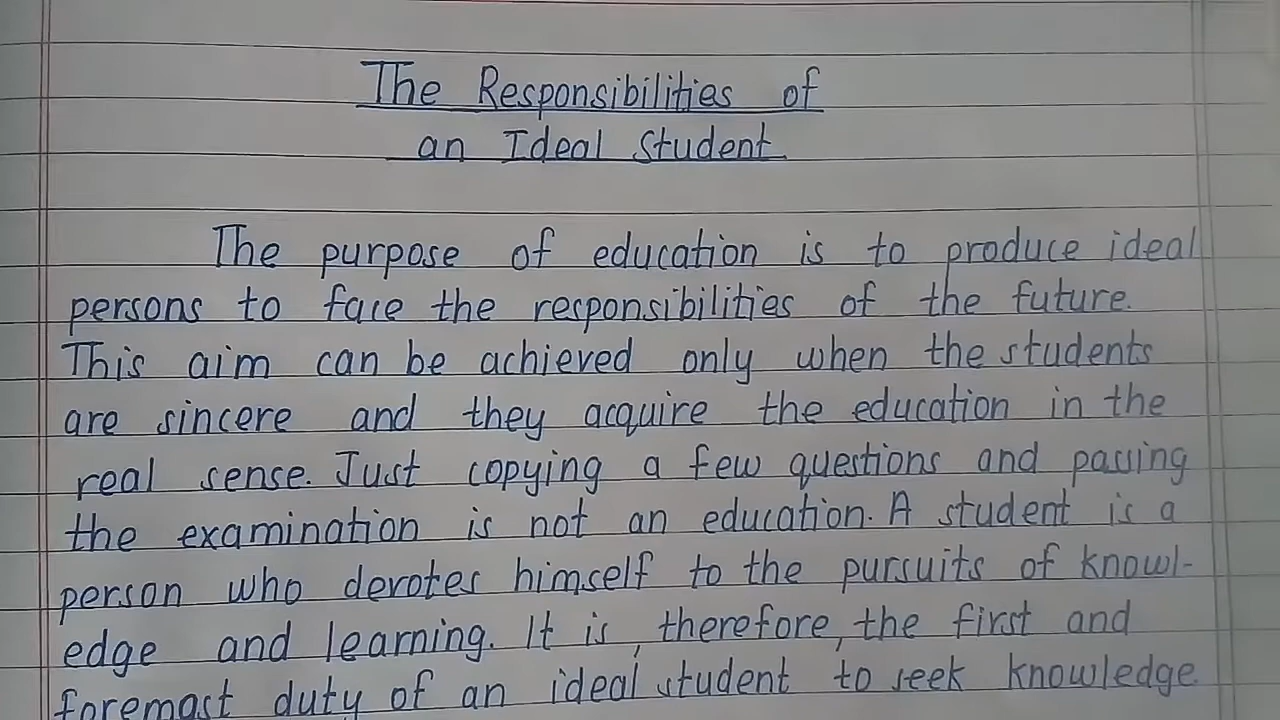 The Responsibilities of
an Ideal Student
The purpose of education is to produce ideal
persons to face the responsibilities of the future.
This aim can be achieved only when the students
are sincere and they acquire the education in the
real sense. Just copying a few questions and passing
the examination is not an education. A student is a
person who devotes himself to the pursuits of knowl-
edge and learning. It is, therefore, the first and
foremost duty of an ideal student to seek knowledge